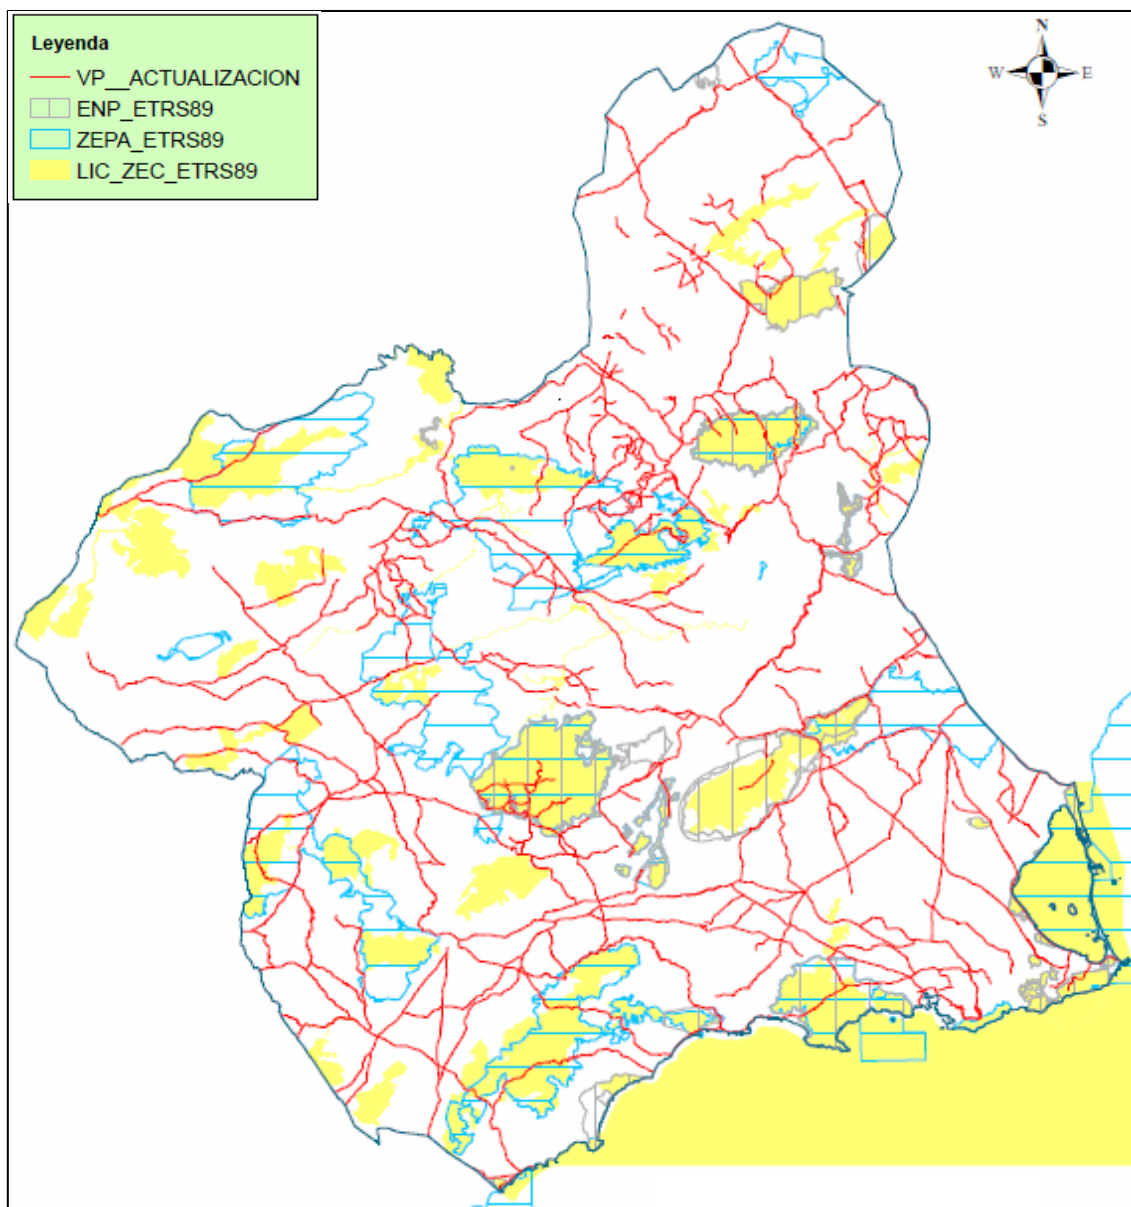 Leyenda
VP__ACTUALIZACION
ENP_ETRS89
ZEPA_ETRS89
LIC_ZEC_ETRS89
N
W E
S